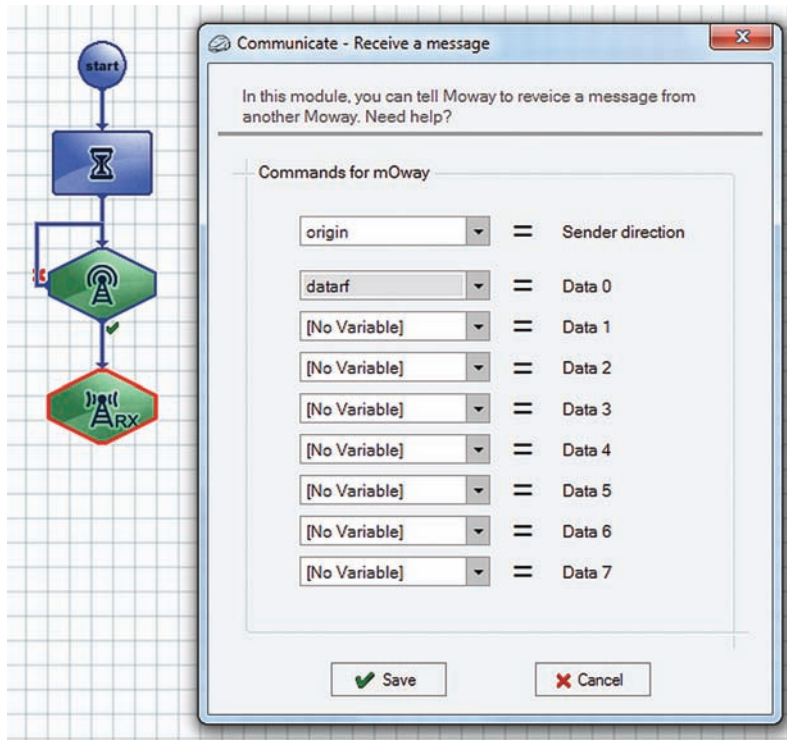 start
RX
Communicate - Receive a message
In this module, you can tell Moway to reveice a message from
another Moway. Need help?
Commands for mOway
origin = Sender direction
datarf = Data 0
[No Variable] = Data 1
[No Variable] = Data 2
[No Variable] = Data 3
[No Variable] = Data 4
[No Variable] = Data 5
[No Variable] = Data 6
[No Variable] = Data 7
Save Cancel